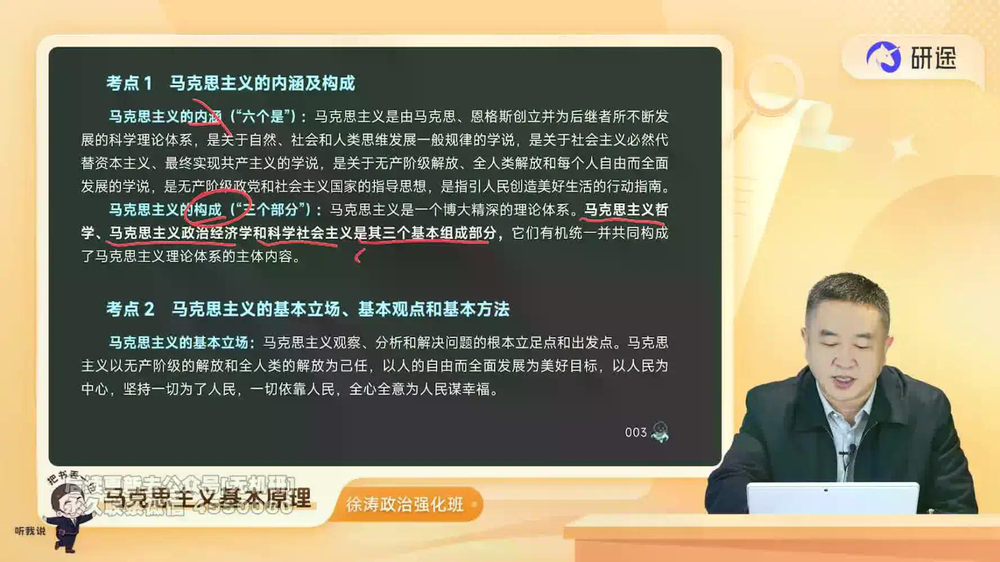 研途
考点 1 马克思主义的内涵及构成
马克思主义的内涵（“六个是”）：马克思主义是由马克思、恩格斯创立并为后继者所不断发
展的科学理论体系，是关于自然、社会和人类思维发展一般规律的学说，是关于社会主义必然代
替资本主义、最终实现共产主义的学说，是关于无产阶级解放、全人类解放和每个人自由而全面
发展的学说，是无产阶级政党和社会主义国家的指导思想，是指引人民创造美好生活的行动指南。
马克思主义的构成（“三个部分”）：马克思主义是一个博大精深的理论体系。马克思主义哲
学、马克思主义政治经济学和科学社会主义是其三个基本组成部分，它们有机统一并共同构成
了马克思主义理论体系的主体内容。
考点 2 马克思主义的基本立场、基本观点和基本方法
马克思主义的基本立场：马克思主义观察、分析和解决问题的根本立足点和出发点。马克思
主义以无产阶级的解放和全人类的解放为己任，以人的自由而全面发展为美好目标，以人民为
中心，坚持一切为了人民，一切依靠人民，全心全意为人民谋幸福。
003
把书丢一边
听我说
马克思主义基本原理
徐涛政治强化班